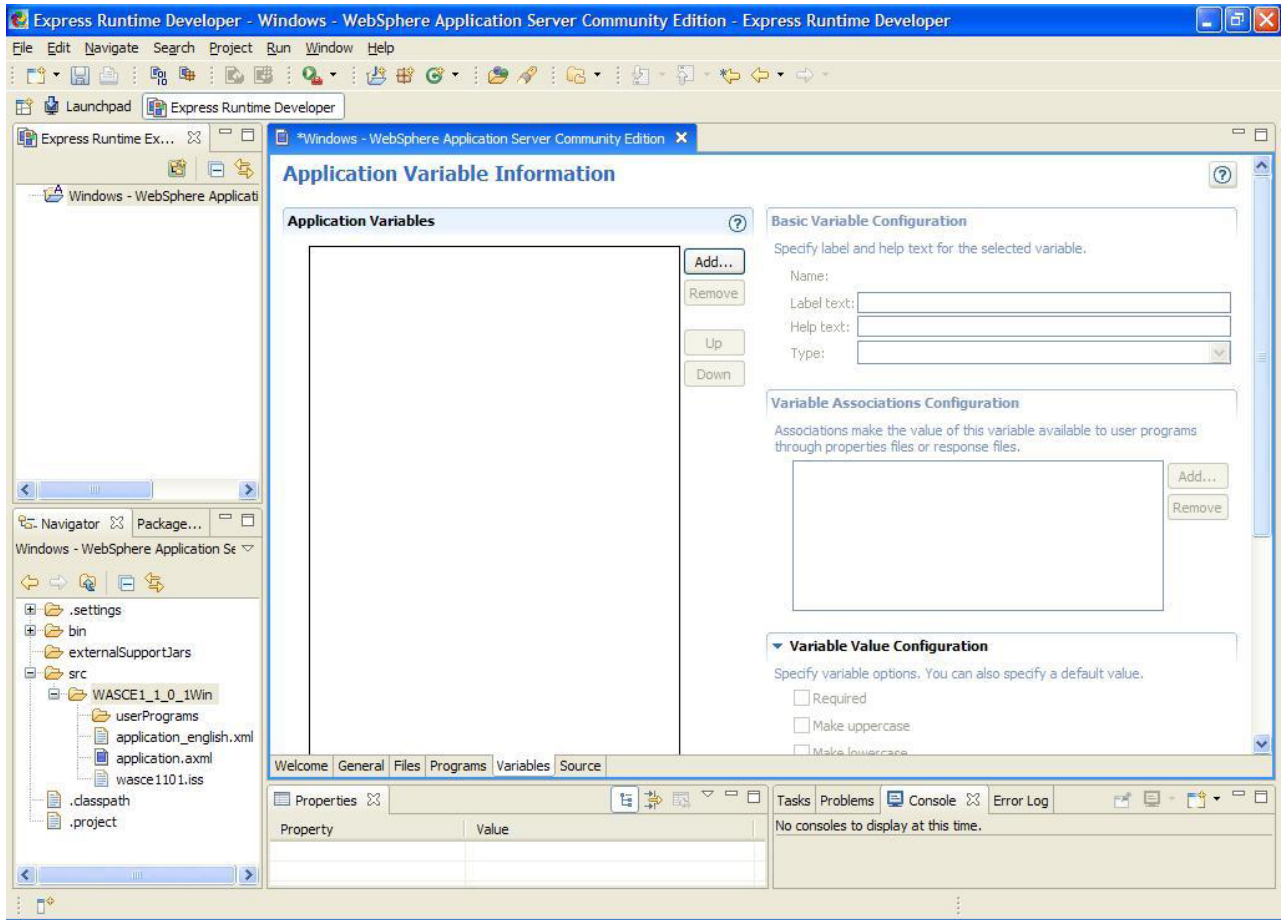 Express Runtime Developer - Windows - WebSphere Application Server Community Edition - Express Runtime Developer
File Edit Navigate Search Project Run Window Help
Launchpad Express Runtime Developer
Express Runtime Ex...
Windows - WebSphere Applicati
*Windows - WebSphere Application Server Community Edition
Application Variable Information
Application Variables
Add...
Remove
Up
Down
Basic Variable Configuration
Specify label and help text for the selected variable.
Name:
Label text:
Help text:
Type:
Variable Associations Configuration
Associations make the value of this variable available to user programs
through properties files or response files.
Add...
Remove
Variable Value Configuration
Specify variable options. You can also specify a default value.
Required
Make uppercase
Make lowercase
Welcome General Files Programs Variables Source
Navigator Package...
Windows - WebSphere Application Se
.settings
bin
externalSupportJars
src
WASCE1_1_0_1Win
userPrograms
application_english.xml
application.axml
wasce1101.iss
.classpath
.project
Properties
Property Value
Tasks Problems Console Error Log
No consoles to display at this time.